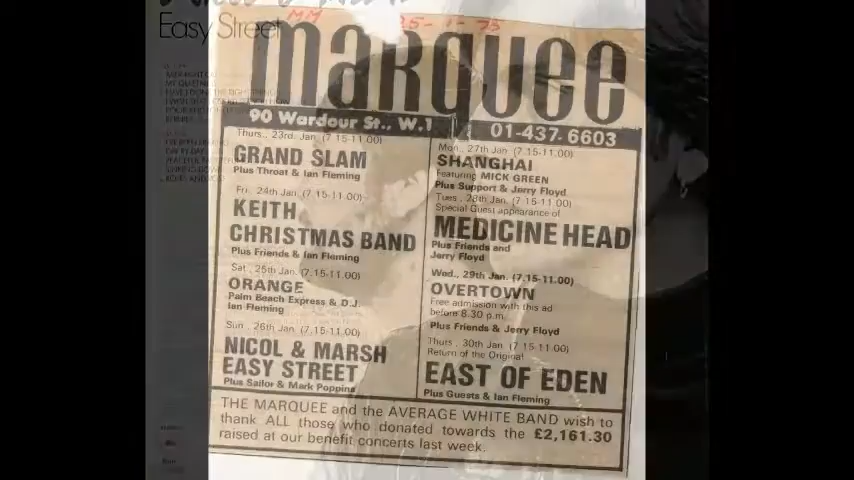 Easy Street
MM
25-1-75
marquee
90 Wardour St., W.1
01-437-6603
Thurs., 23rd. Jan. (7.15-11.00)
GRAND SLAM
Plus Throat & Ian Fleming
Fri. 24th Jan. (7.15-11.00)
KEITH
CHRISTMAS BAND
Plus Friends & Ian Fleming
Sat., 25th Jan. (7.15-11.00)
ORANGE
Palm Beach Express & D.J.
Ian Fleming
Sun., 26th Jan. (7.15-11.00)
NICOL & MARSH
EASY STREET
Plus Sailor & Mark Poppins
Mon., 27th Jan. (7.15-11.00)
SHANGHAI
Featuring MICK GREEN
Plus Support & Jerry Floyd
Tues., 28th Jan. (7.15-11.00)
Special Guest appearance of
MEDICINE HEAD
Plus Friends and
Jerry Floyd
Wed., 29th Jan. (7.15-11.00)
OVERTOWN
Free admission with this ad
before 8.30 p.m.
Plus Friends & Jerry Floyd
Thurs. 30th Jan. (7.15-11.00)
Return of the Original
EAST OF EDEN
Plus Guests & Ian Fleming
THE MARQUEE and the AVERAGE WHITE BAND wish to
thank ALL those who donated towards the £2,161.30
raised at our benefit concerts last week.